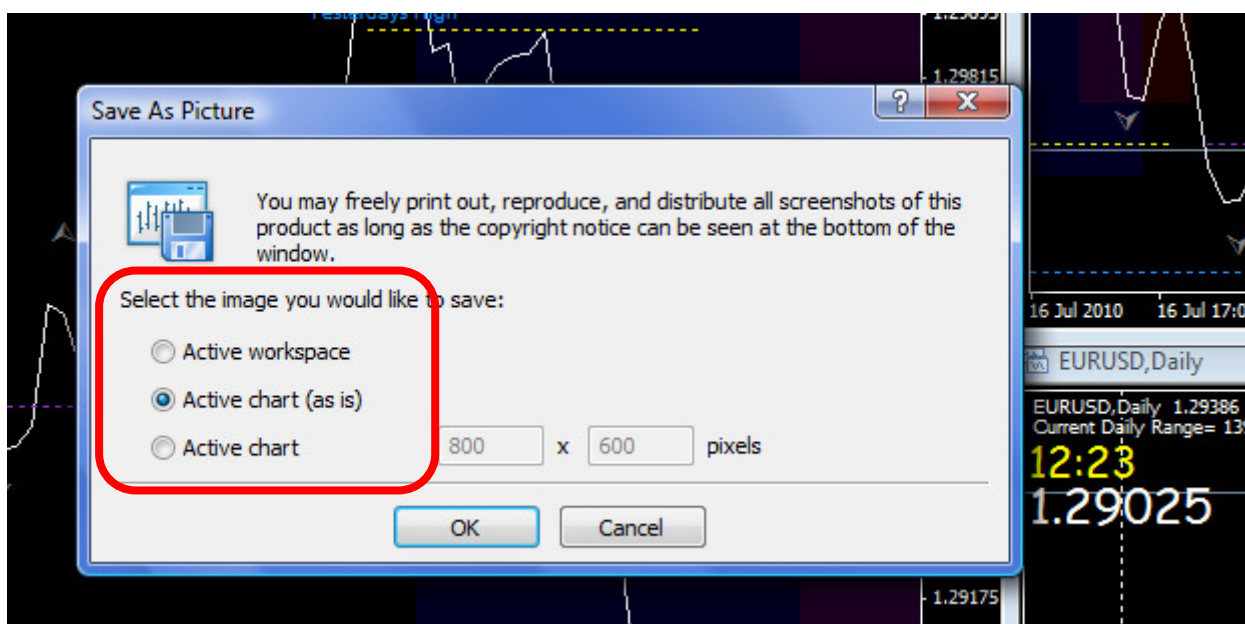 Yesterdays High
1.29815
Save As Picture
?
X
You may freely print out, reproduce, and distribute all screenshots of this
product as long as the copyright notice can be seen at the bottom of the
window.
Select the image you would like to save:
Active workspace
Active chart (as is)
Active chart
800 x 600 pixels
OK
Cancel
1.29175
16 Jul 2010
16 Jul 17:0
EURUSD,Daily
EURUSD,Daily 1.29386
Current Daily Range= 13
12:23
1.29025